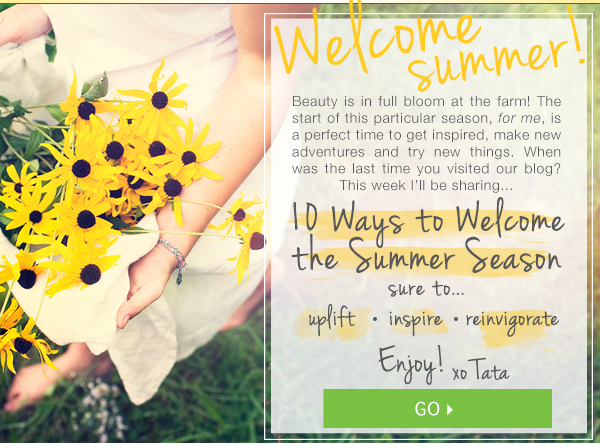 Welcome
summer!
Beauty is in full bloom at the farm! The
start of this particular season, for me, is
a perfect time to get inspired, make new
adventures and try new things. When
was the last time you visited our blog?
This week I'll be sharing...
10 Ways to Welcome
the Summer Season
sure to...
uplift • inspire • reinvigorate
Enjoy! xo Tata
GO